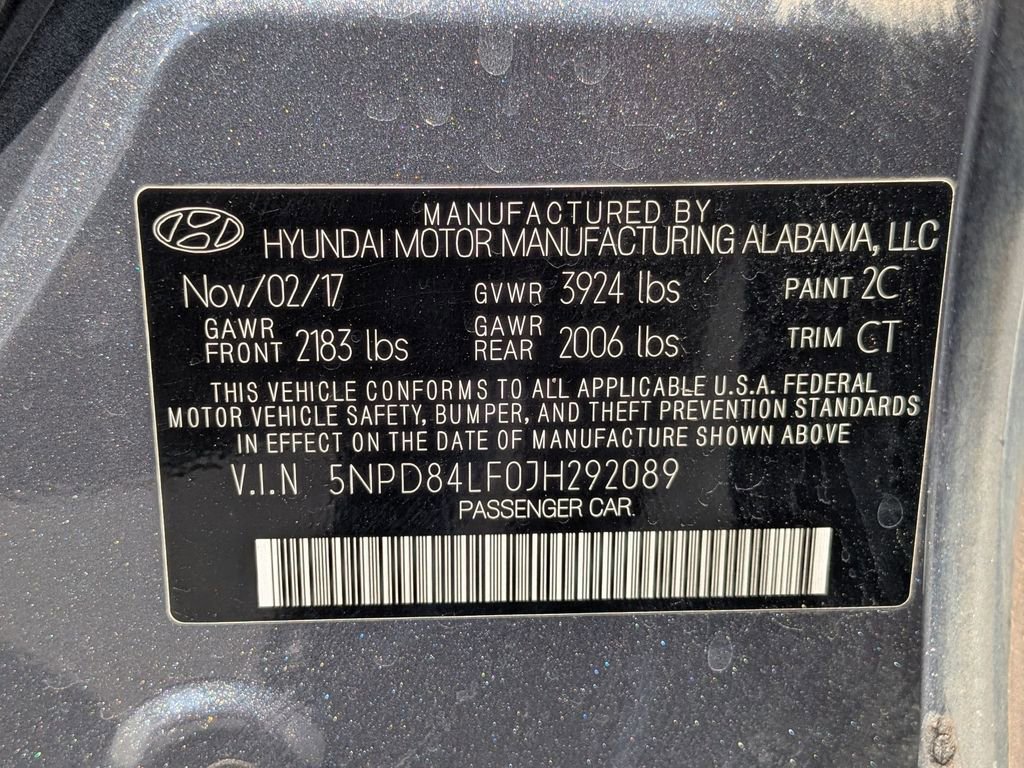 MANUFACTURED BY
HYUNDAI MOTOR MANUFACTURING ALABAMA, LLC
Nov/02/17 GVWR 3924 lbs PAINT 2C
GAWR FRONT 2183 lbs GAWR REAR 2006 lbs TRIM CT
THIS VEHICLE CONFORMS TO ALL APPLICABLE U.S.A. FEDERAL
MOTOR VEHICLE SAFETY, BUMPER, AND THEFT PREVENTION STANDARDS
IN EFFECT ON THE DATE OF MANUFACTURE SHOWN ABOVE
V.I.N 5NPD84LF0JH292089
PASSENGER CAR.